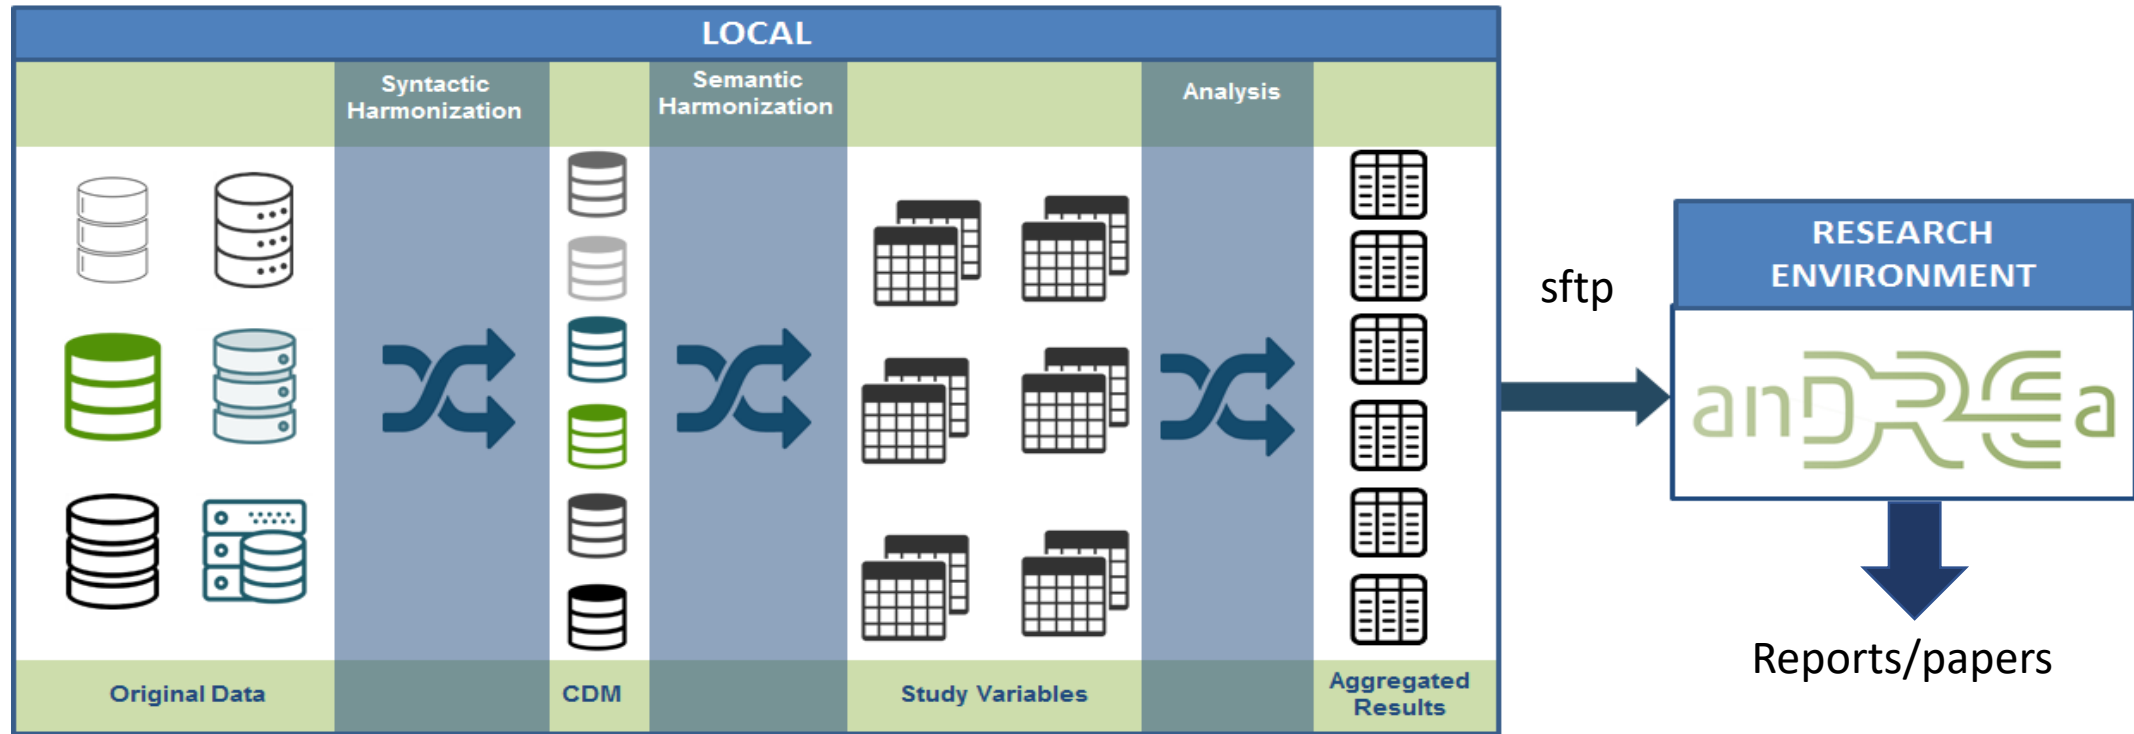 LOCAL
Syntactic
Harmonization
Semantic
Harmonization
Analysis
Original Data
CDM
Study Variables
Aggregated
Results
sftp
RESEARCH
ENVIRONMENT
anDREa
Reports/papers